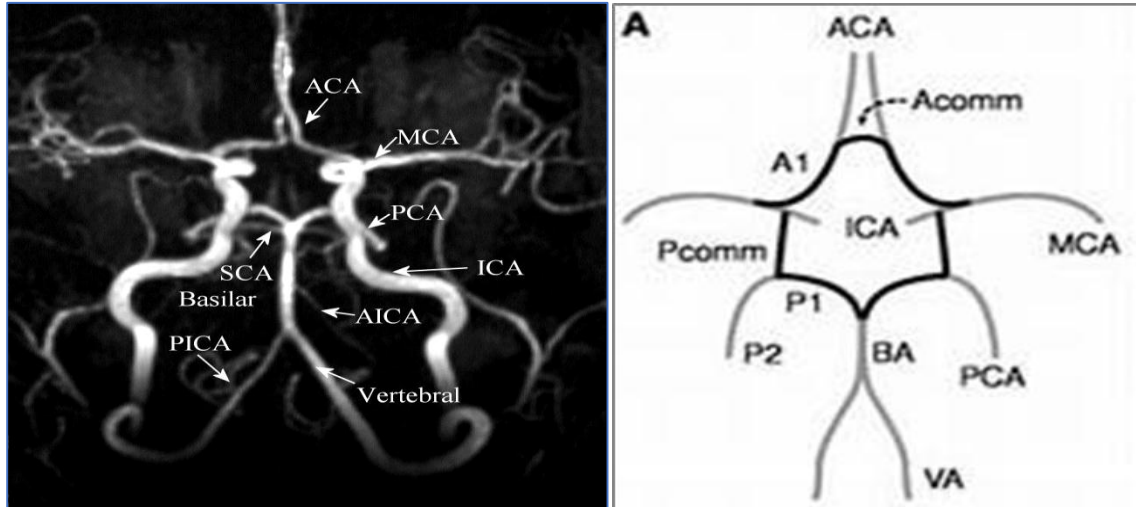 ACA
MCA
PCA
SCA
ICA
Basilar
AICA
PICA
Vertebral
A
ACA
Acomm
A1
ICA
Pcomm
MCA
P1
P2
BA
PCA
VA